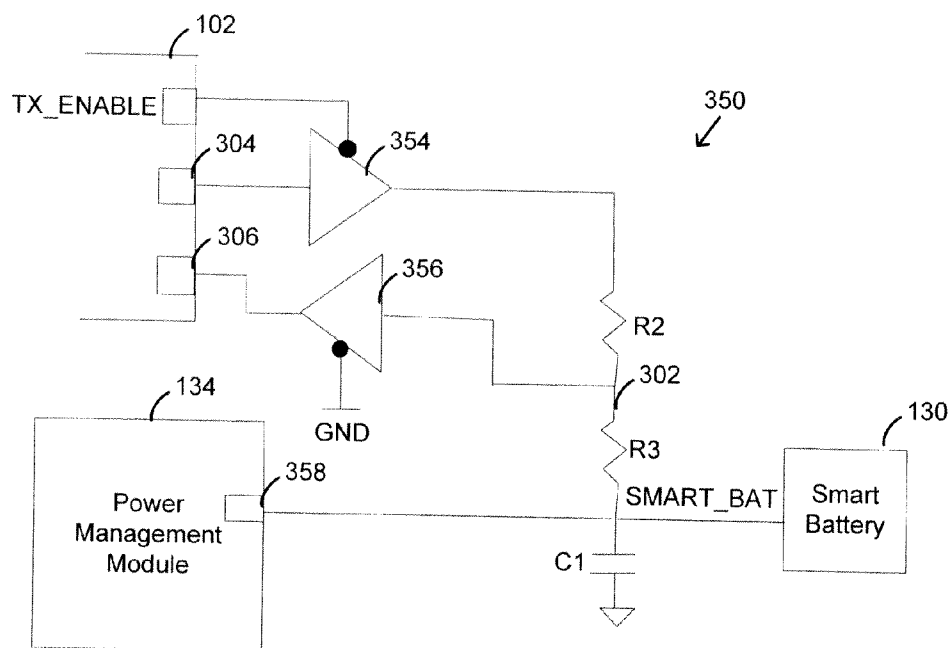 102
TX_ENABLE
350
304
354
306
356
R2
302
134
130
GND
R3
358
SMART_BAT
Smart
Battery
Power
Management
Module
C1